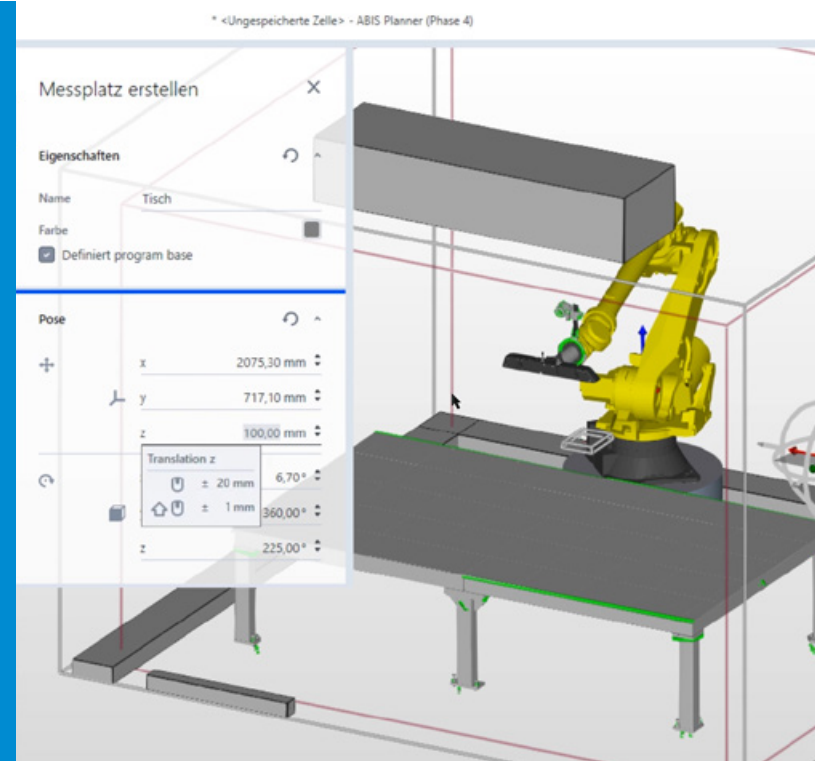 * <Ungespeicherte Zelle> - ABIS Planner (Phase 4)
Messplatz erstellen
Eigenschaften
Name Tisch
Farbe
Definiert program base
Pose
x 2075,30 mm
y 717,10 mm
z 100,00 mm
Translation z
± 20 mm
± 1 mm
6,70°
360,00°
z 225,00°